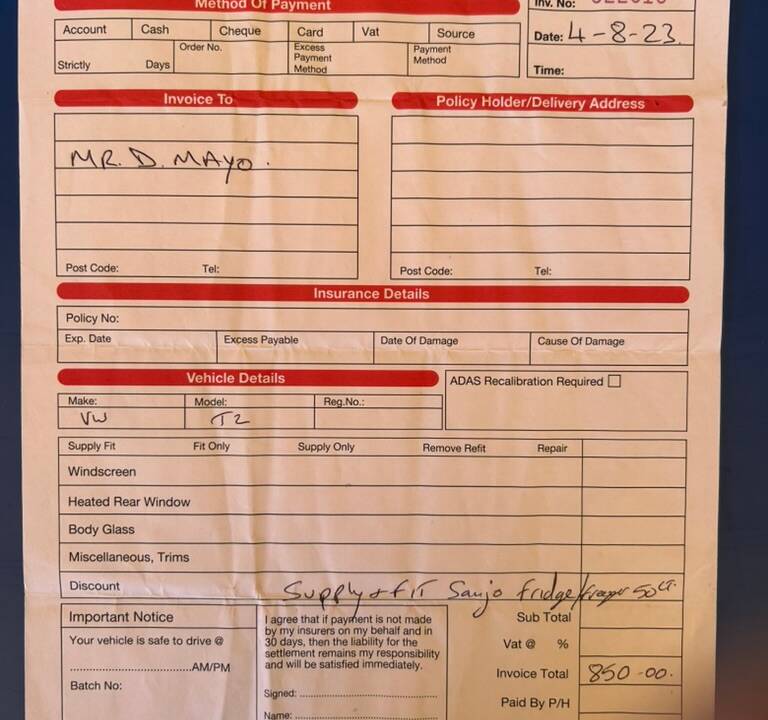 Method Of Payment
Inv. No:
Account Cash Cheque Card Vat Source
Date: 4-8-23.
Strictly Days Order No. Excess Payment Method Payment Method
Time:
Invoice To
Policy Holder/Delivery Address
MR. D. MAYO.
Post Code: Tel:
Post Code: Tel:
Insurance Details
Policy No:
Exp. Date Excess Payable Date Of Damage Cause Of Damage
Vehicle Details
ADAS Recalibration Required
Make: Model: Reg.No.:
VW T2
Supply Fit Fit Only Supply Only Remove Refit Repair
Windscreen
Heated Rear Window
Body Glass
Miscellaneous, Trims
Discount Supply & FIT Sanjo Fridge/Freezer 50LT.
Important Notice
Your vehicle is safe to drive @
..............................AM/PM
Batch No:
I agree that if payment is not made
by my insurers on my behalf and in
30 days, then the liability for the
settlement remains my responsibility
and will be satisfied immediately.
Signed: ..............................
Name: ..............................
Sub Total
Vat @ %
Invoice Total 850-00.
Paid By P/H